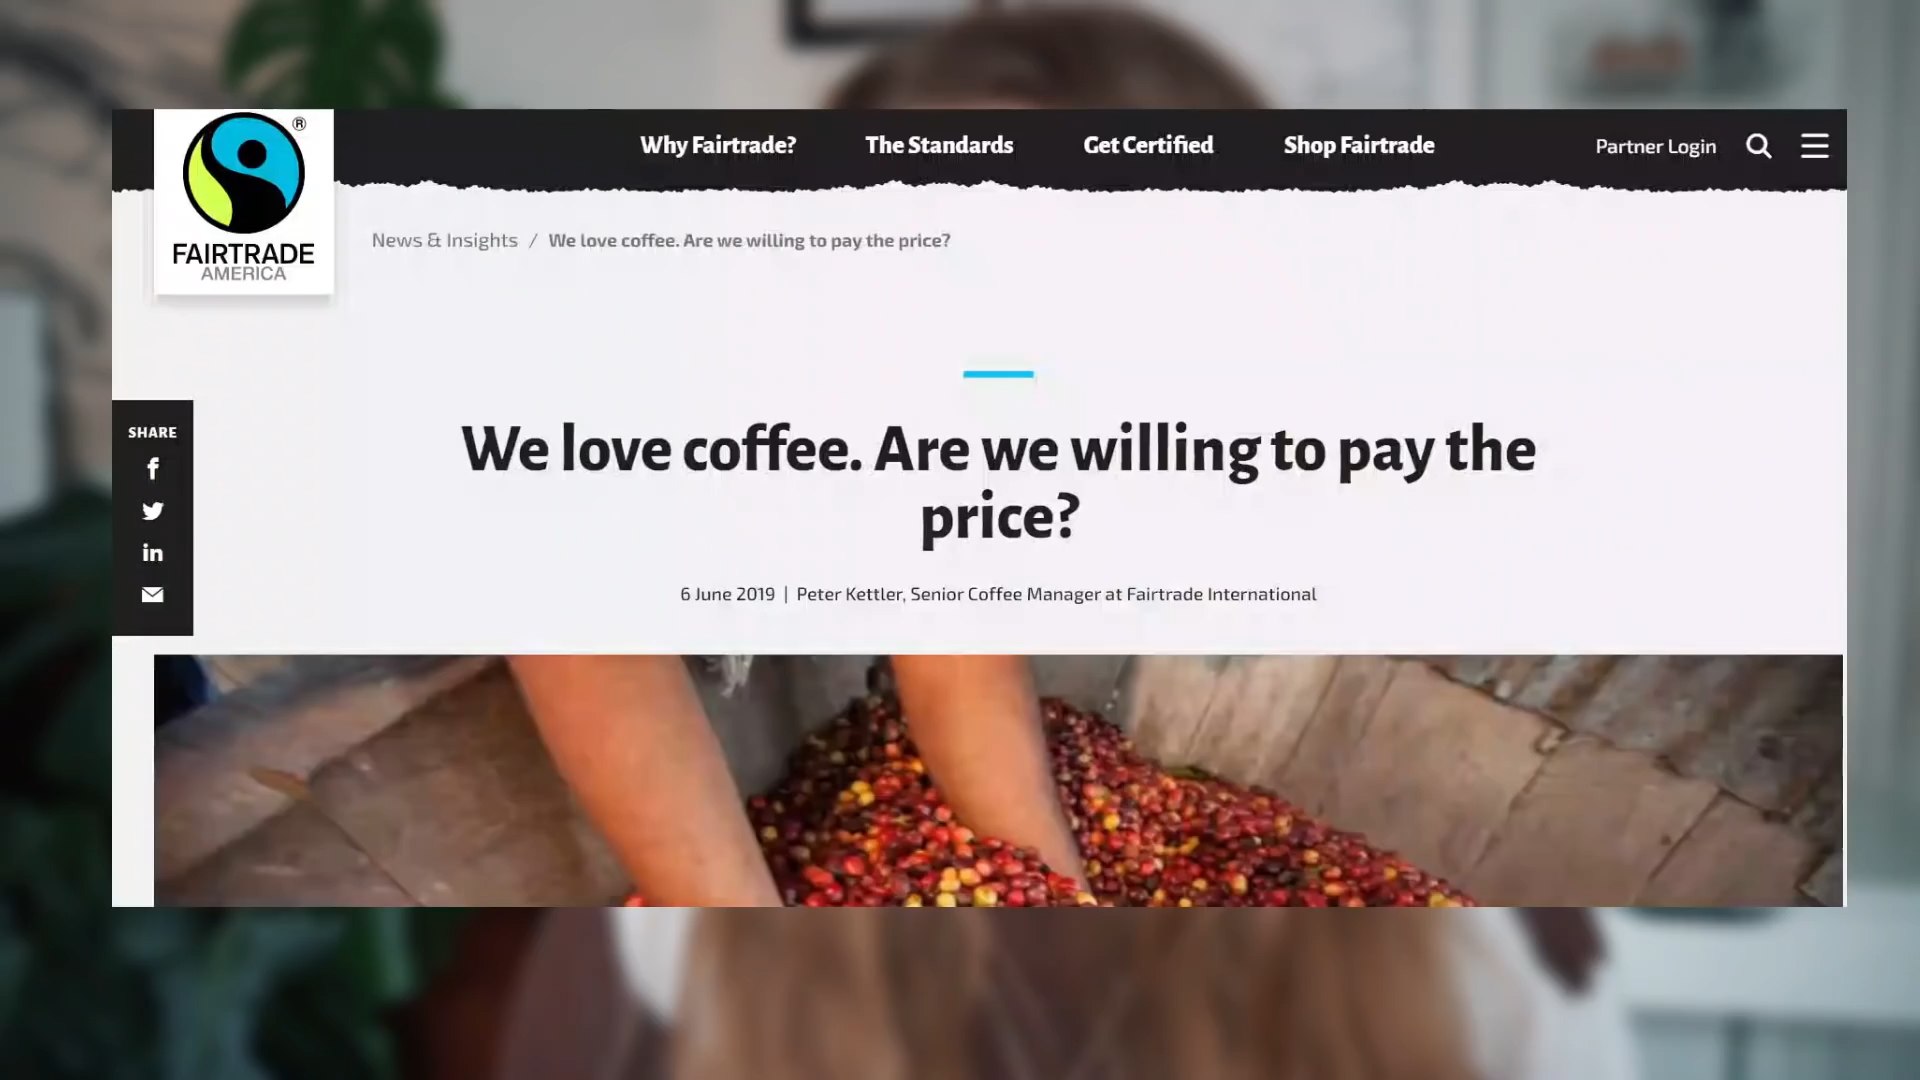 Why Fairtrade?
The Standards
Get Certified
Shop Fairtrade
Partner Login
®
FAIRTRADE
AMERICA
News & Insights / We love coffee. Are we willing to pay the price?
SHARE
We love coffee. Are we willing to pay the
price?
6 June 2019 | Peter Kettler, Senior Coffee Manager at Fairtrade International